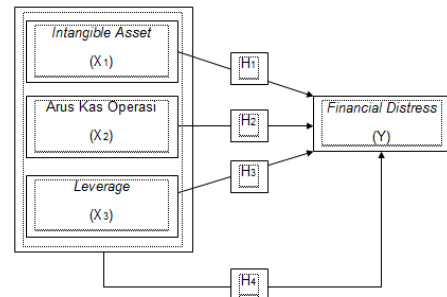 Intangible Asset
(X1)
H1
Arus Kas Operasi
(X2)
H2
Financial Distress
(Y)
Leverage
(X3)
H3
H4